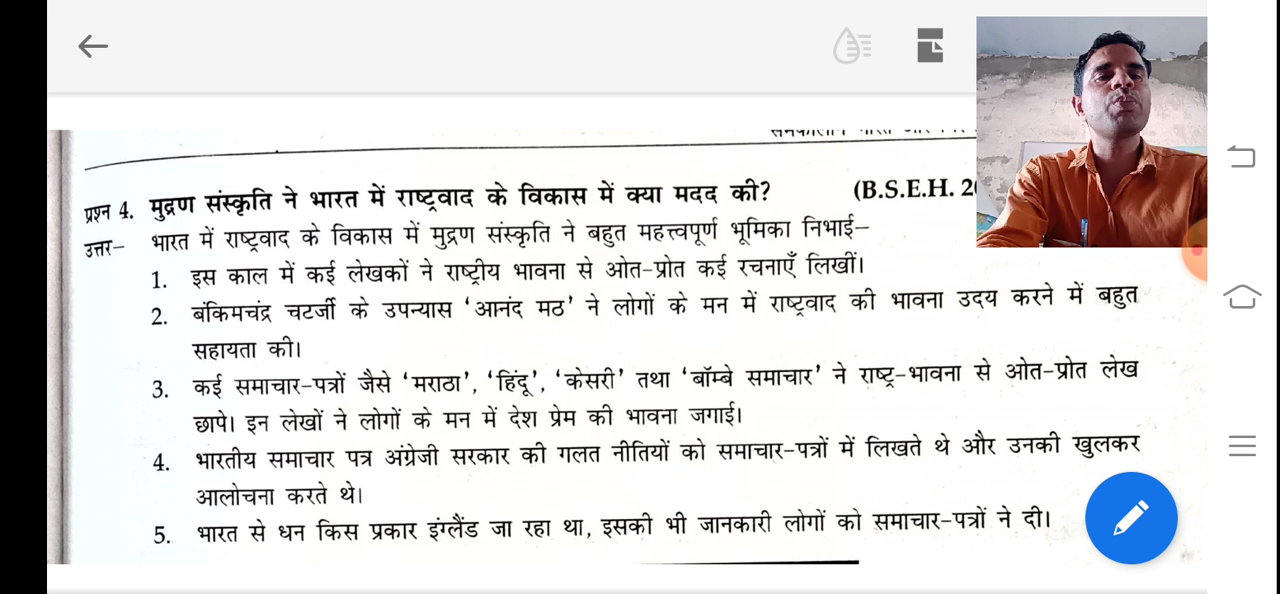 प्रश्न 4. मुद्रण संस्कृति ने भारत में राष्ट्रवाद के विकास में क्या मदद की? (B.S.E.H.
उत्तर– भारत में राष्ट्रवाद के विकास में मुद्रण संस्कृति ने बहुत महत्त्वपूर्ण भूमिका निभाई–
1. इस काल में कई लेखकों ने राष्ट्रीय भावना से ओत-प्रोत कई रचनाएँ लिखीं।
2. बंकिमचंद्र चटर्जी के उपन्यास 'आनंद मठ' ने लोगों के मन में राष्ट्रवाद की भावना उदय करने में बहुत
सहायता की।
3. कई समाचार-पत्रों जैसे 'मराठा', 'हिंदू', 'केसरी' तथा 'बॉम्बे समाचार' ने राष्ट्र-भावना से ओत-प्रोत लेख
छापे। इन लेखों ने लोगों के मन में देश प्रेम की भावना जगाई।
4. भारतीय समाचार पत्र अंग्रेजी सरकार की गलत नीतियों को समाचार-पत्रों में लिखते थे और उनकी खुलकर
आलोचना करते थे।
5. भारत से धन किस प्रकार इंग्लैंड जा रहा था, इसकी भी जानकारी लोगों को समाचार-पत्रों ने दी।